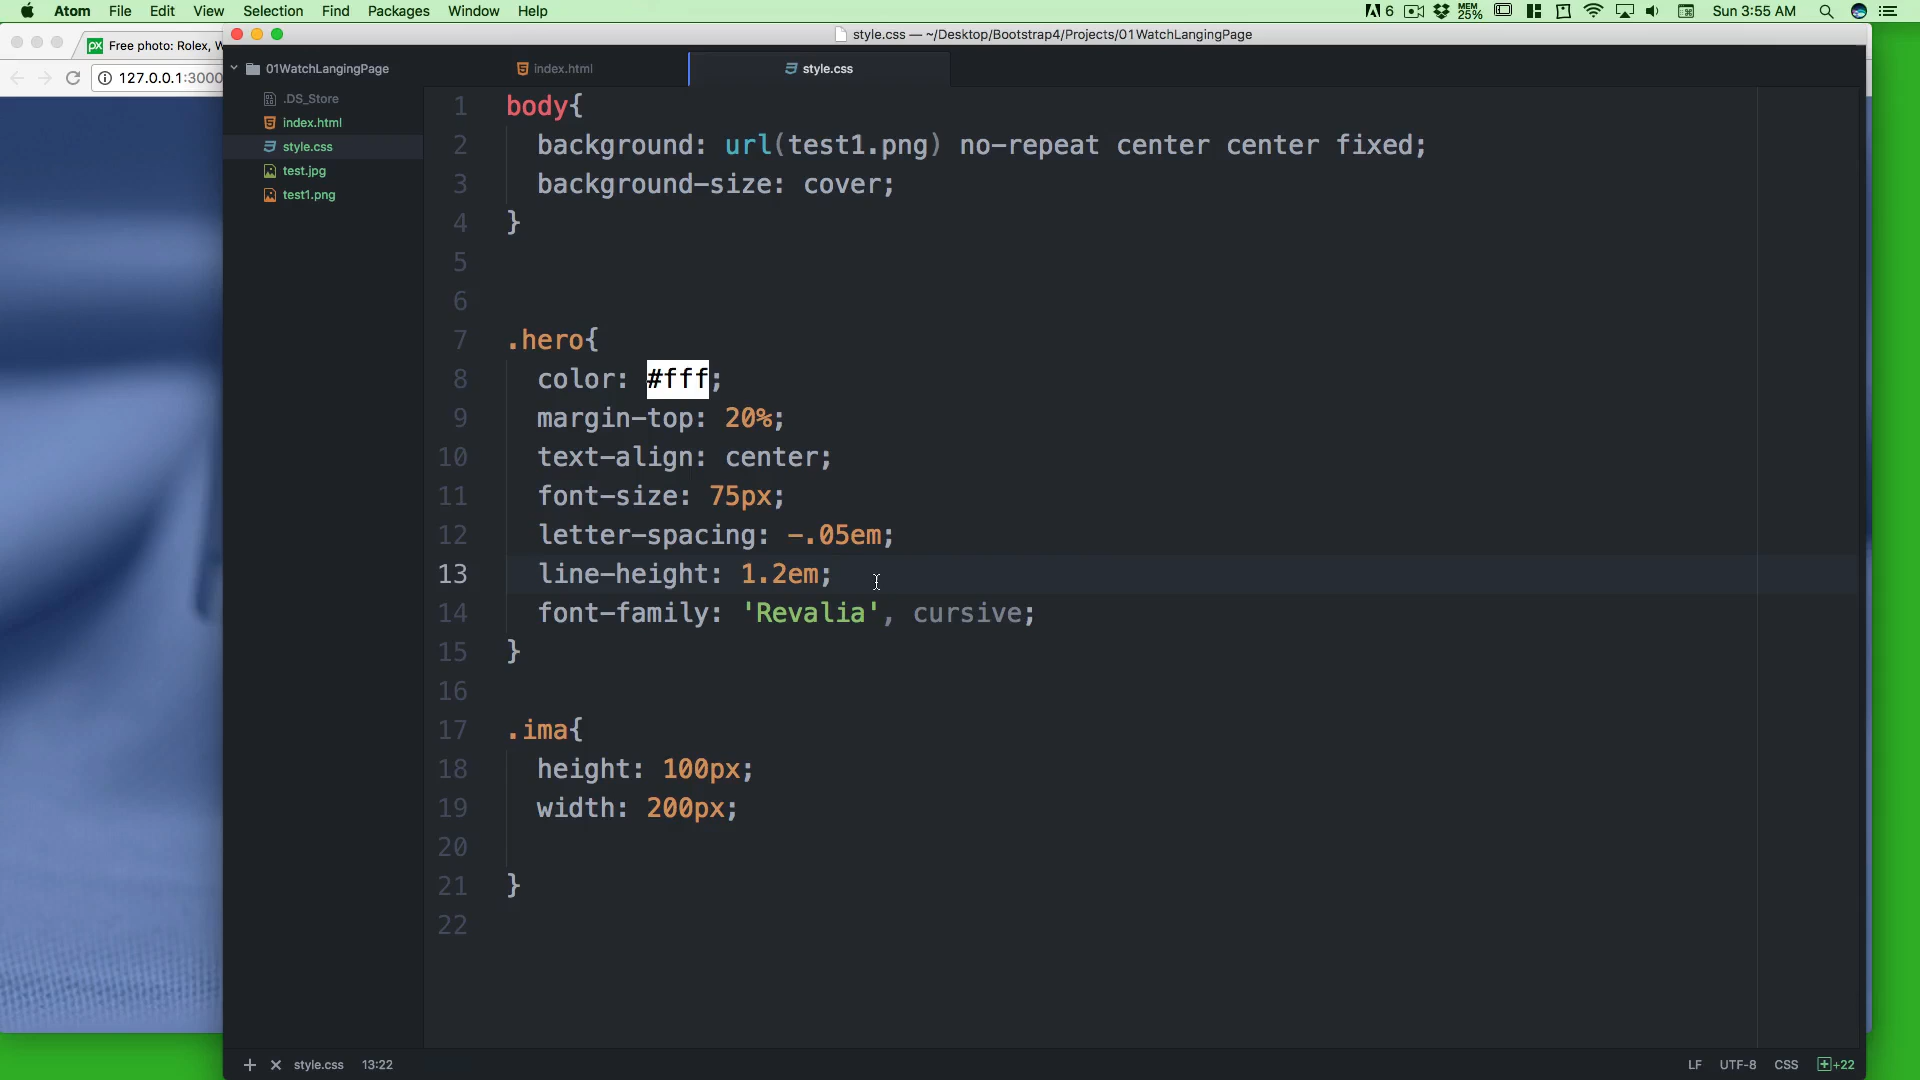 Atom File Edit View Selection Find Packages Window Help 6 MEM 25% Sun 3:55 AM
Free photo: Rolex, W
style.css — ~/Desktop/Bootstrap4/Projects/01WatchLangingPage
127.0.0.1:3000
01WatchLangingPage
.DS_Store
index.html
style.css
test.jpg
test1.png
index.html
style.css
1 body{
2 background: url(test1.png) no-repeat center center fixed;
3 background-size: cover;
4 }
5
6
7 .hero{
8 color: #fff;
9 margin-top: 20%;
10 text-align: center;
11 font-size: 75px;
12 letter-spacing: -.05em;
13 line-height: 1.2em;
14 font-family: 'Revalia', cursive;
15 }
16
17 .ima{
18 height: 100px;
19 width: 200px;
20
21 }
22
style.css 13:22
LF UTF-8 CSS +22